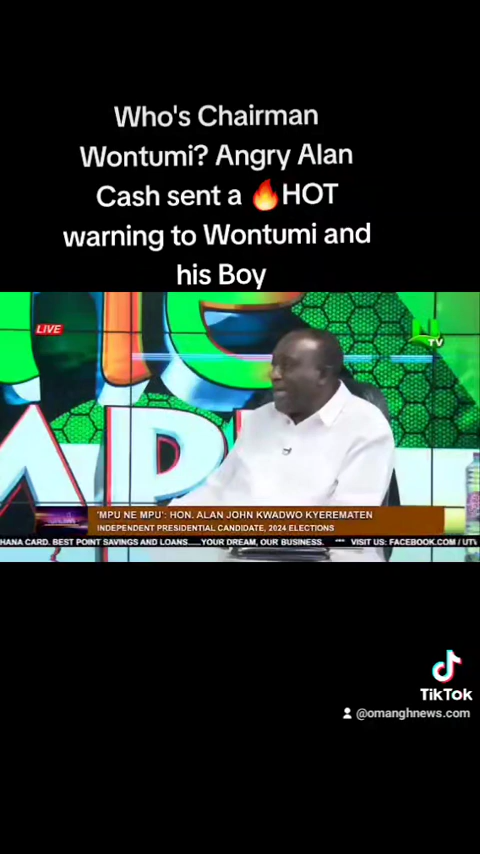 Who's Chairman
Wontumi? Angry Alan
Cash sent a 🔥HOT
warning to Wontumi and
his Boy
LIVE
TV
'MPU NE MPU': HON. ALAN JOHN KWADWO KYEREMATEN
INDEPENDENT PRESIDENTIAL CANDIDATE, 2024 ELECTIONS
HANA CARD. BEST POINT SAVINGS AND LOANS.....YOUR DREAM, OUR BUSINESS. *** VISIT US: FACEBOOK.COM / UTV
TikTok
@omanghnews.com